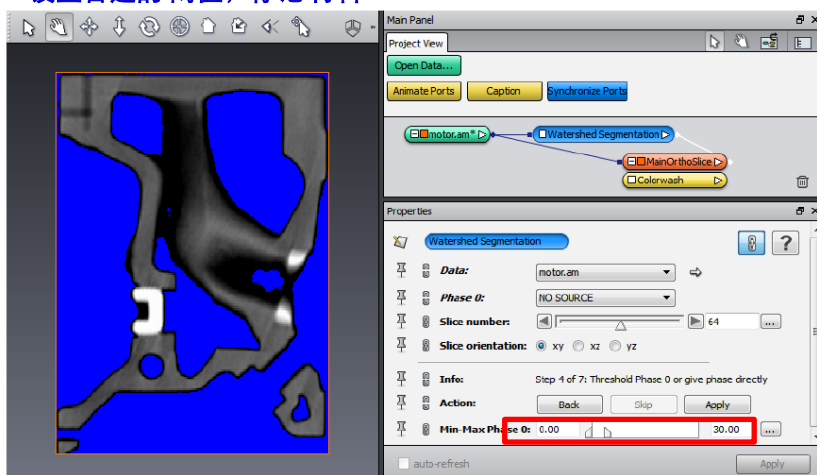 Main Panel
Project View
Open Data...
Animate Ports Caption Synchronize Ports
motor.am* Watershed Segmentation
MainOrthoSlice
Colorwash
Properties
Watershed Segmentation ?
Data: motor.am
Phase 0: NO SOURCE
Slice number: 64 ...
Slice orientation: xy xz yz
Info: Step 4 of 7: Threshold Phase 0 or give phase directly
Action: Back Skip Apply
Min-Max Phase 0: 0.00 30.00 ...
auto-refresh Apply